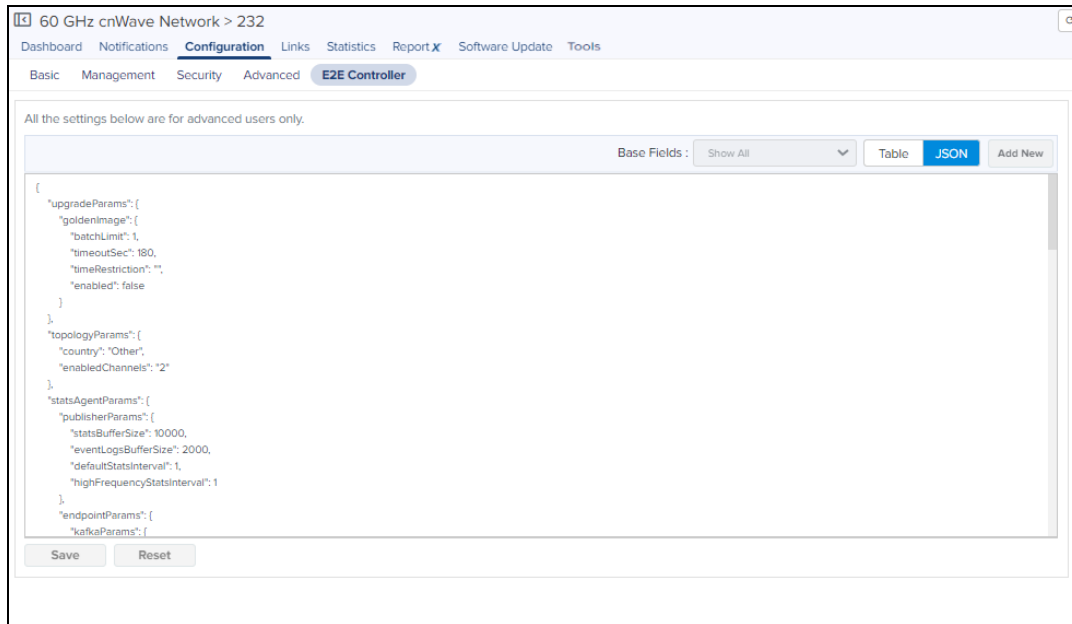 60 GHz cnWave Network > 232
Dashboard Notifications Configuration Links Statistics Report X Software Update Tools
Basic Management Security Advanced E2E Controller
All the settings below are for advanced users only.
Base Fields : Show All Table JSON Add New
{
"upgradeParams": {
"goldenImage": {
"batchLimit": 1,
"timeoutSec": 180,
"timeRestriction": "",
"enabled": false
}
},
"topologyParams": {
"country": "Other",
"enabledChannels": "2"
},
"statsAgentParams": {
"publisherParams": {
"statsBufferSize": 10000,
"eventLogsBufferSize": 2000,
"defaultStatsInterval": 1,
"highFrequencyStatsInterval": 1
},
"endpointParams": {
"kafkaParams": {
Save Reset